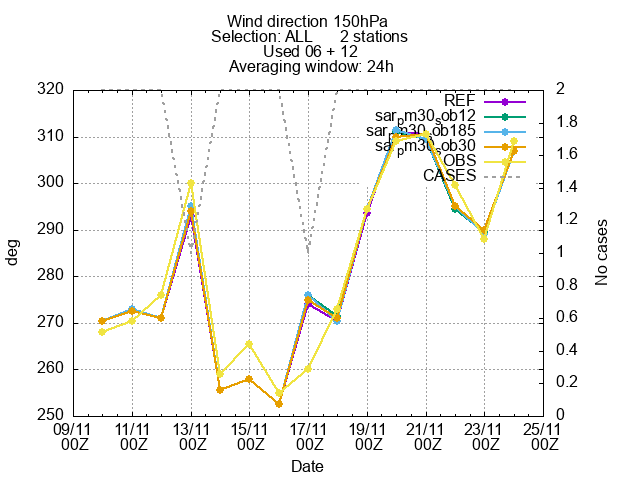 Wind direction 150hPa
Selection: ALL 2 stations
Used 06 + 12
Averaging window: 24h
320
310
300
290
280
270
260
250
deg
2
1.8
1.6
1.4
1.2
1
0.8
0.6
0.4
0.2
0
No cases
REF
sar_pm30_sob12
sar_pm30_sob185
sar_pm30_sob30
OBS
CASES
09/11 11/11 13/11 15/11 17/11 19/11 21/11 23/11 25/11
00Z 00Z 00Z 00Z 00Z 00Z 00Z 00Z 00Z
Date